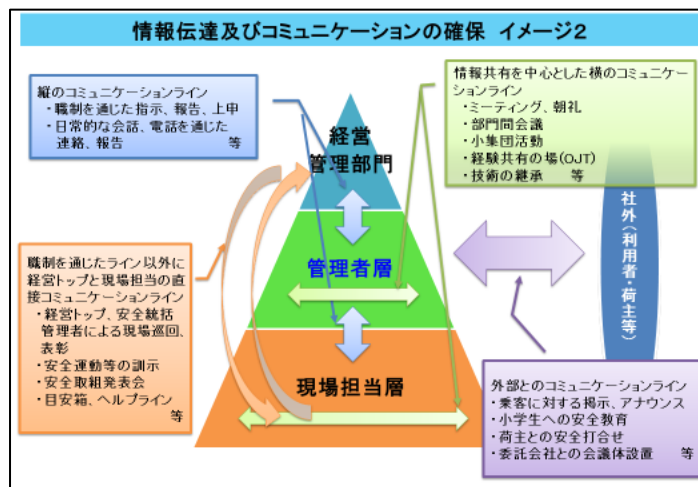 情報伝達及びコミュニケーションの確保 イメージ2
縦のコミュニケーションライン
・職制を通じた指示、報告、上申
・日常的な会話、電話を通じた
連絡、報告 等
情報共有を中心とした横のコミュニケー
ションライン
・ミーティング、朝礼
・部門間会議
・小集団活動
・経験共有の場(OJT)
・技術の継承 等
経営
管理部門
管理者層
現場担当層
社外(利用者・荷主等)
職制を通じたライン以外に
経営トップと現場担当の直
接コミュニケーションライン
・経営トップ、安全統括
管理者による現場巡回、
表彰
・安全運動等の訓示
・安全取組発表会
・目安箱、ヘルプライン
等
外部とのコミュニケーションライン
・乗客に対する掲示、アナウンス
・小学生への安全教育
・荷主との安全打合せ
・委託会社との会議体設置 等